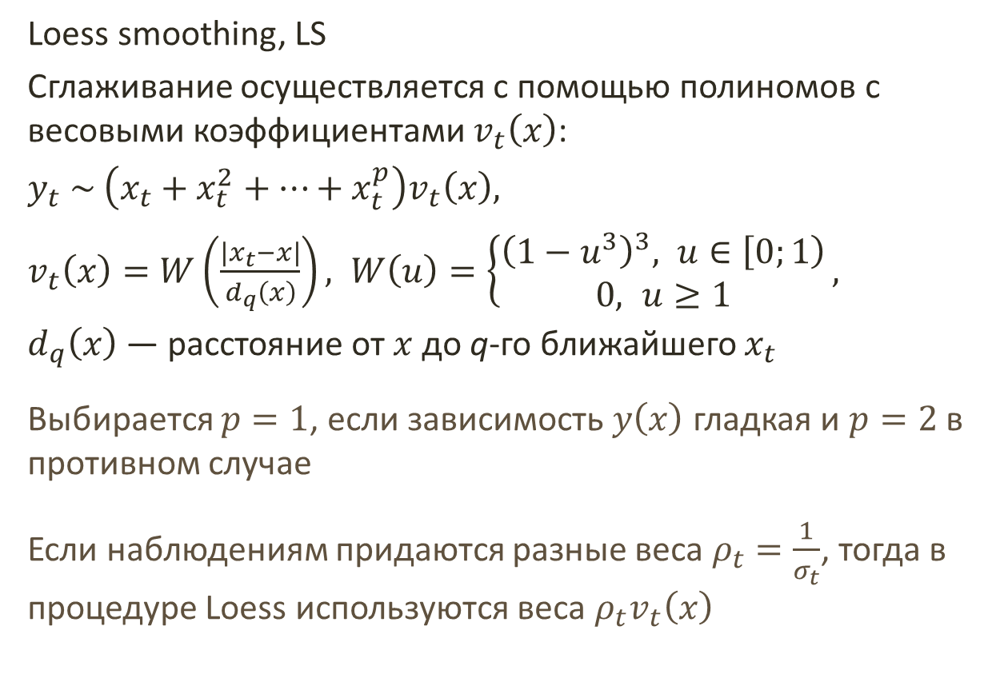 Loess smoothing, LS
Сглаживание осуществляется с помощью полиномов с
весовыми коэффициентами $v_t(x)$:
$y_t \sim (x_t + x_t^2 + \cdots + x_t^p) v_t(x),$
$v_t(x) = W\left(\frac{|x_t - x|}{d_q(x)}\right), \ W(u) = \begin{cases} (1 - u^3)^3, \ u \in [0; 1) \\ 0, \ u \geq 1 \end{cases},$
$d_q(x)$ — расстояние от $x$ до q-го ближайшего $x_t$
Выбирается $p = 1$, если зависимость $y(x)$ гладкая и $p = 2$ в
противном случае
Если наблюдениям придаются разные веса $\rho_t = \frac{1}{\sigma_t}$, тогда в
процедуре Loess используются веса $\rho_t v_t(x)$